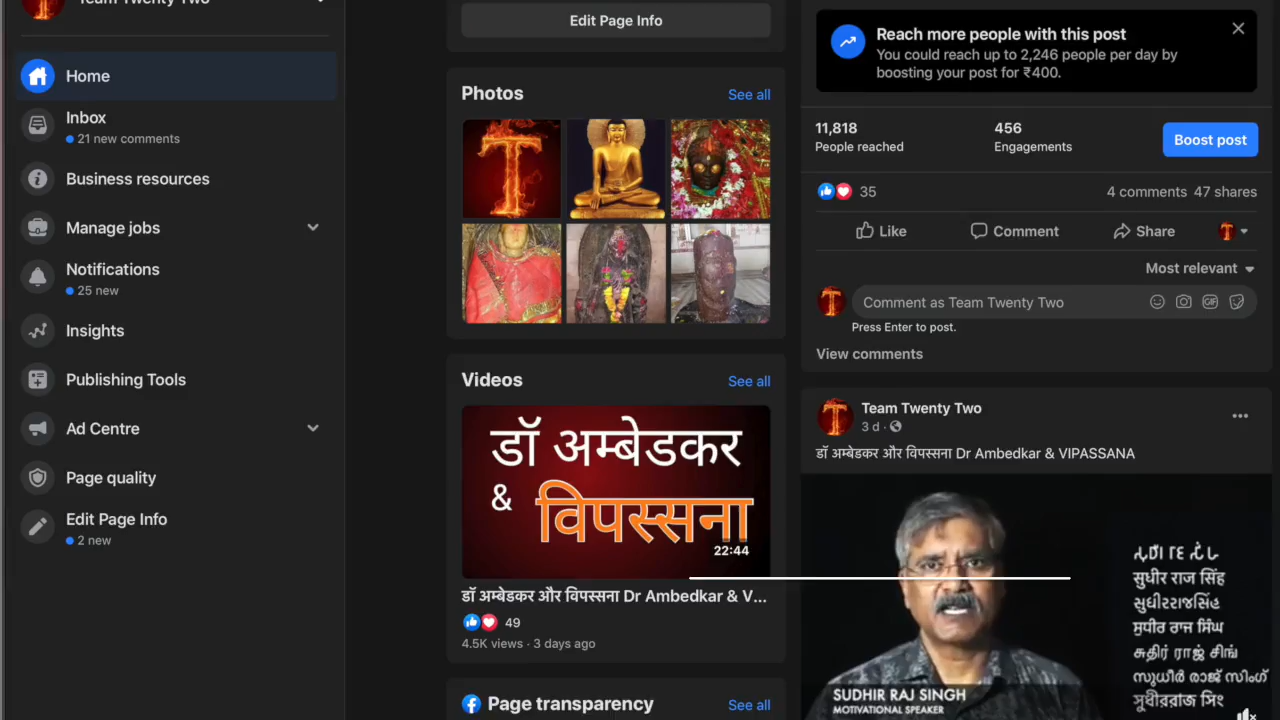 Team Twenty Two
Home
Inbox
21 new comments
Business resources
Manage jobs
Notifications
25 new
Insights
Publishing Tools
Ad Centre
Page quality
Edit Page Info
2 new
Edit Page Info
Photos
See all
Videos
See all
डॉ अम्बेडकर
&
विपस्सना
22:44
डॉ अम्बेडकर और विपस्सना Dr Ambedkar & V...
49
4.5K views · 3 days ago
Page transparency
See all
Reach more people with this post
You could reach up to 2,246 people per day by
boosting your post for ₹400.
11,818
People reached
456
Engagements
Boost post
35
4 comments 47 shares
Like
Comment
Share
Most relevant
Comment as Team Twenty Two
GIF
Press Enter to post.
View comments
Team Twenty Two
3 d ·
डॉ अम्बेडकर और विपस्सना Dr Ambedkar & VIPASSANA
सुधीर राज सिंह
સુધીરરાજસિંહ
ਸੁਧੀਰ ਰਾਜ ਸਿੰਘ
சுதிர் ராஜ் சிங்
സുധീർ രാജ് സിംഗ്
SUDHIR RAJ SINGH
MOTIVATIONAL SPEAKER